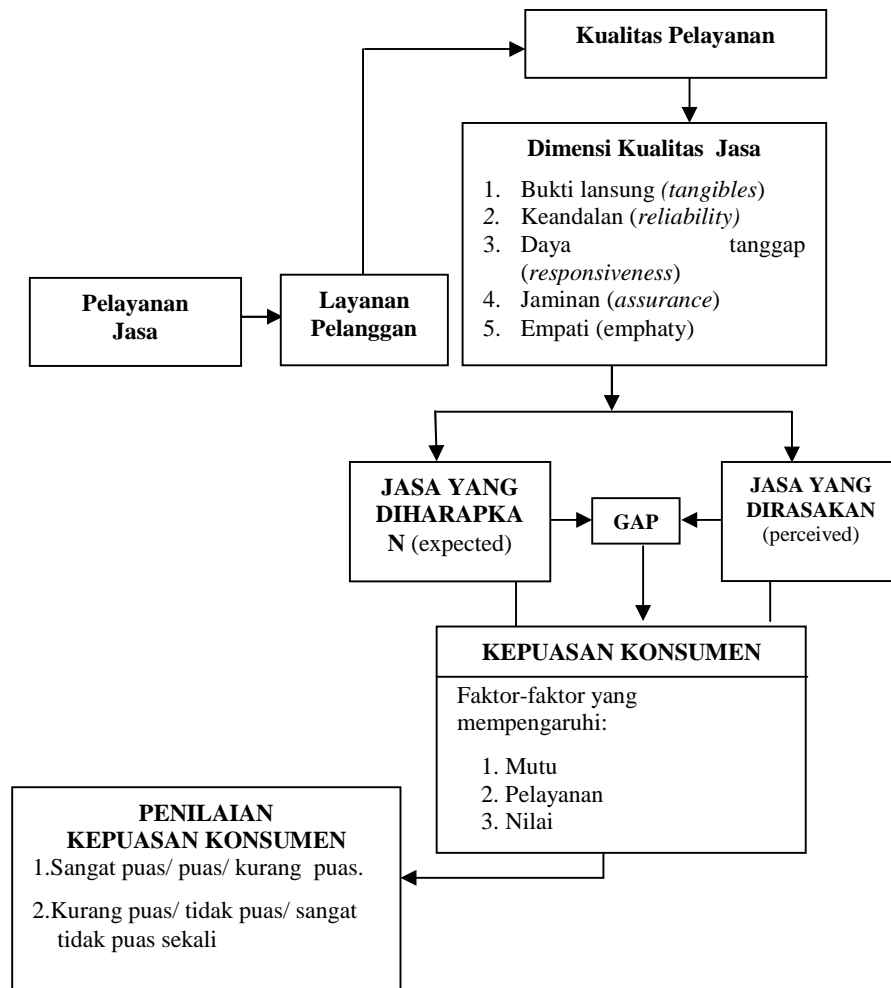 Kualitas Pelayanan
Dimensi Kualitas Jasa
1. Bukti lansung (tangibles)
2. Keandalan (reliability)
3. Daya tanggap
(responsiveness)
4. Jaminan (assurance)
5. Empati (emphaty)
Pelayanan
Jasa
Layanan
Pelanggan
JASA YANG
DIHARAPKA
N (expected)
GAP
JASA YANG
DIRASAKAN
(perceived)
KEPUASAN KONSUMEN
Faktor-faktor yang
mempengaruhi:
1. Mutu
2. Pelayanan
3. Nilai
PENILAIAN
KEPUASAN KONSUMEN
1.Sangat puas/ puas/ kurang puas.
2.Kurang puas/ tidak puas/ sangat
tidak puas sekali